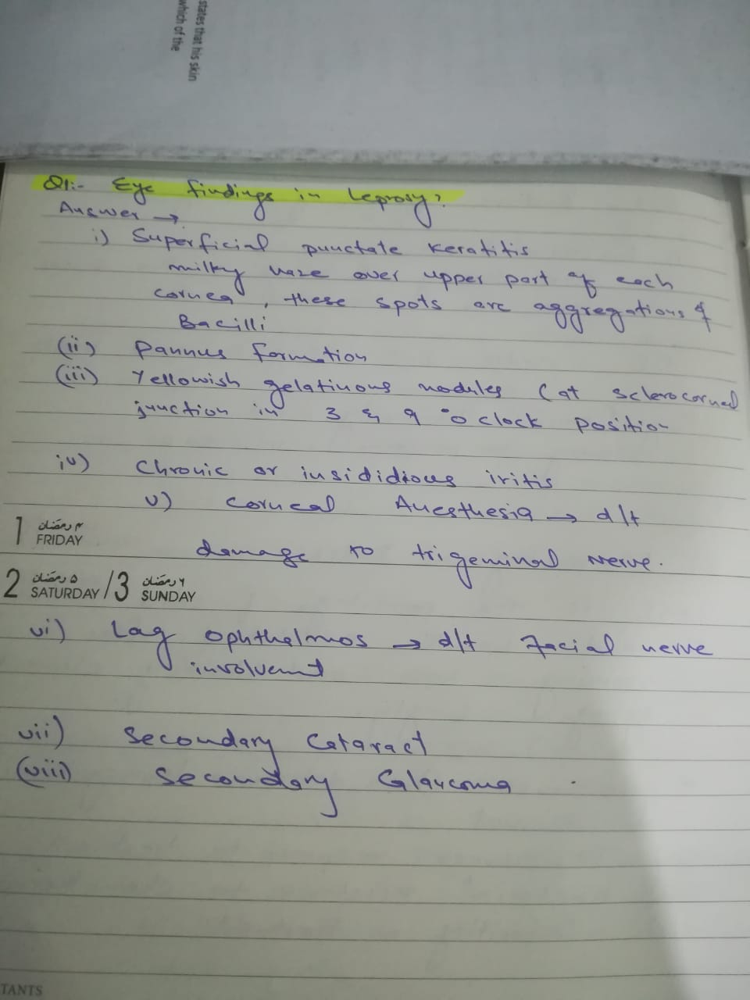 states that his skin
which of the
Q1:- Eye findings in Leprosy?
Answer →
i) Superficial punctate keratitis
milky haze over upper part of each
cornea, these spots are aggregations of
Bacilli
(ii) Pannus formation
(iii) Yellowish gelatinous nodules (at sclerocorneal
junction in 3 & 9 °o clock position
iv) Chronic or insididious iritis
v) Corneal Anesthesia → d/t
1 ٣ رمضان
FRIDAY
damage to trigeminal nerve.
2 ٥ رمضان
SATURDAY / 3 ٦ رمضان
SUNDAY
vi) Lag ophthalmos → d/t facial nerve
involvemt
vii) Secondary Cataract
(viii) Secondary Glaucoma .
TANTS